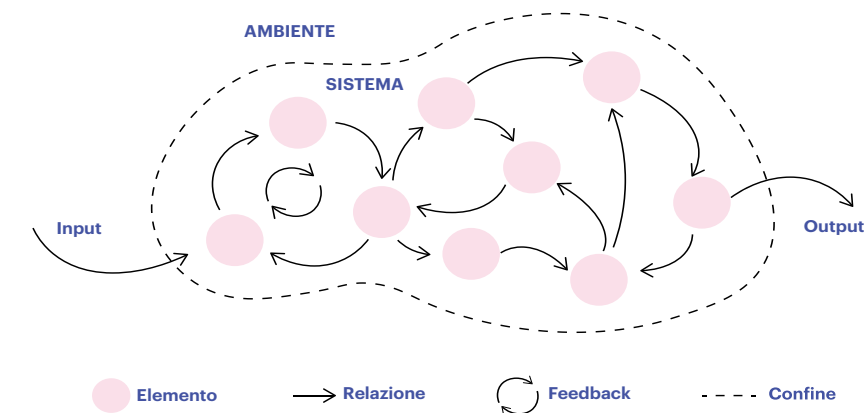 AMBIENTE
SISTEMA
Input
Output
Elemento
Relazione
Feedback
Confine